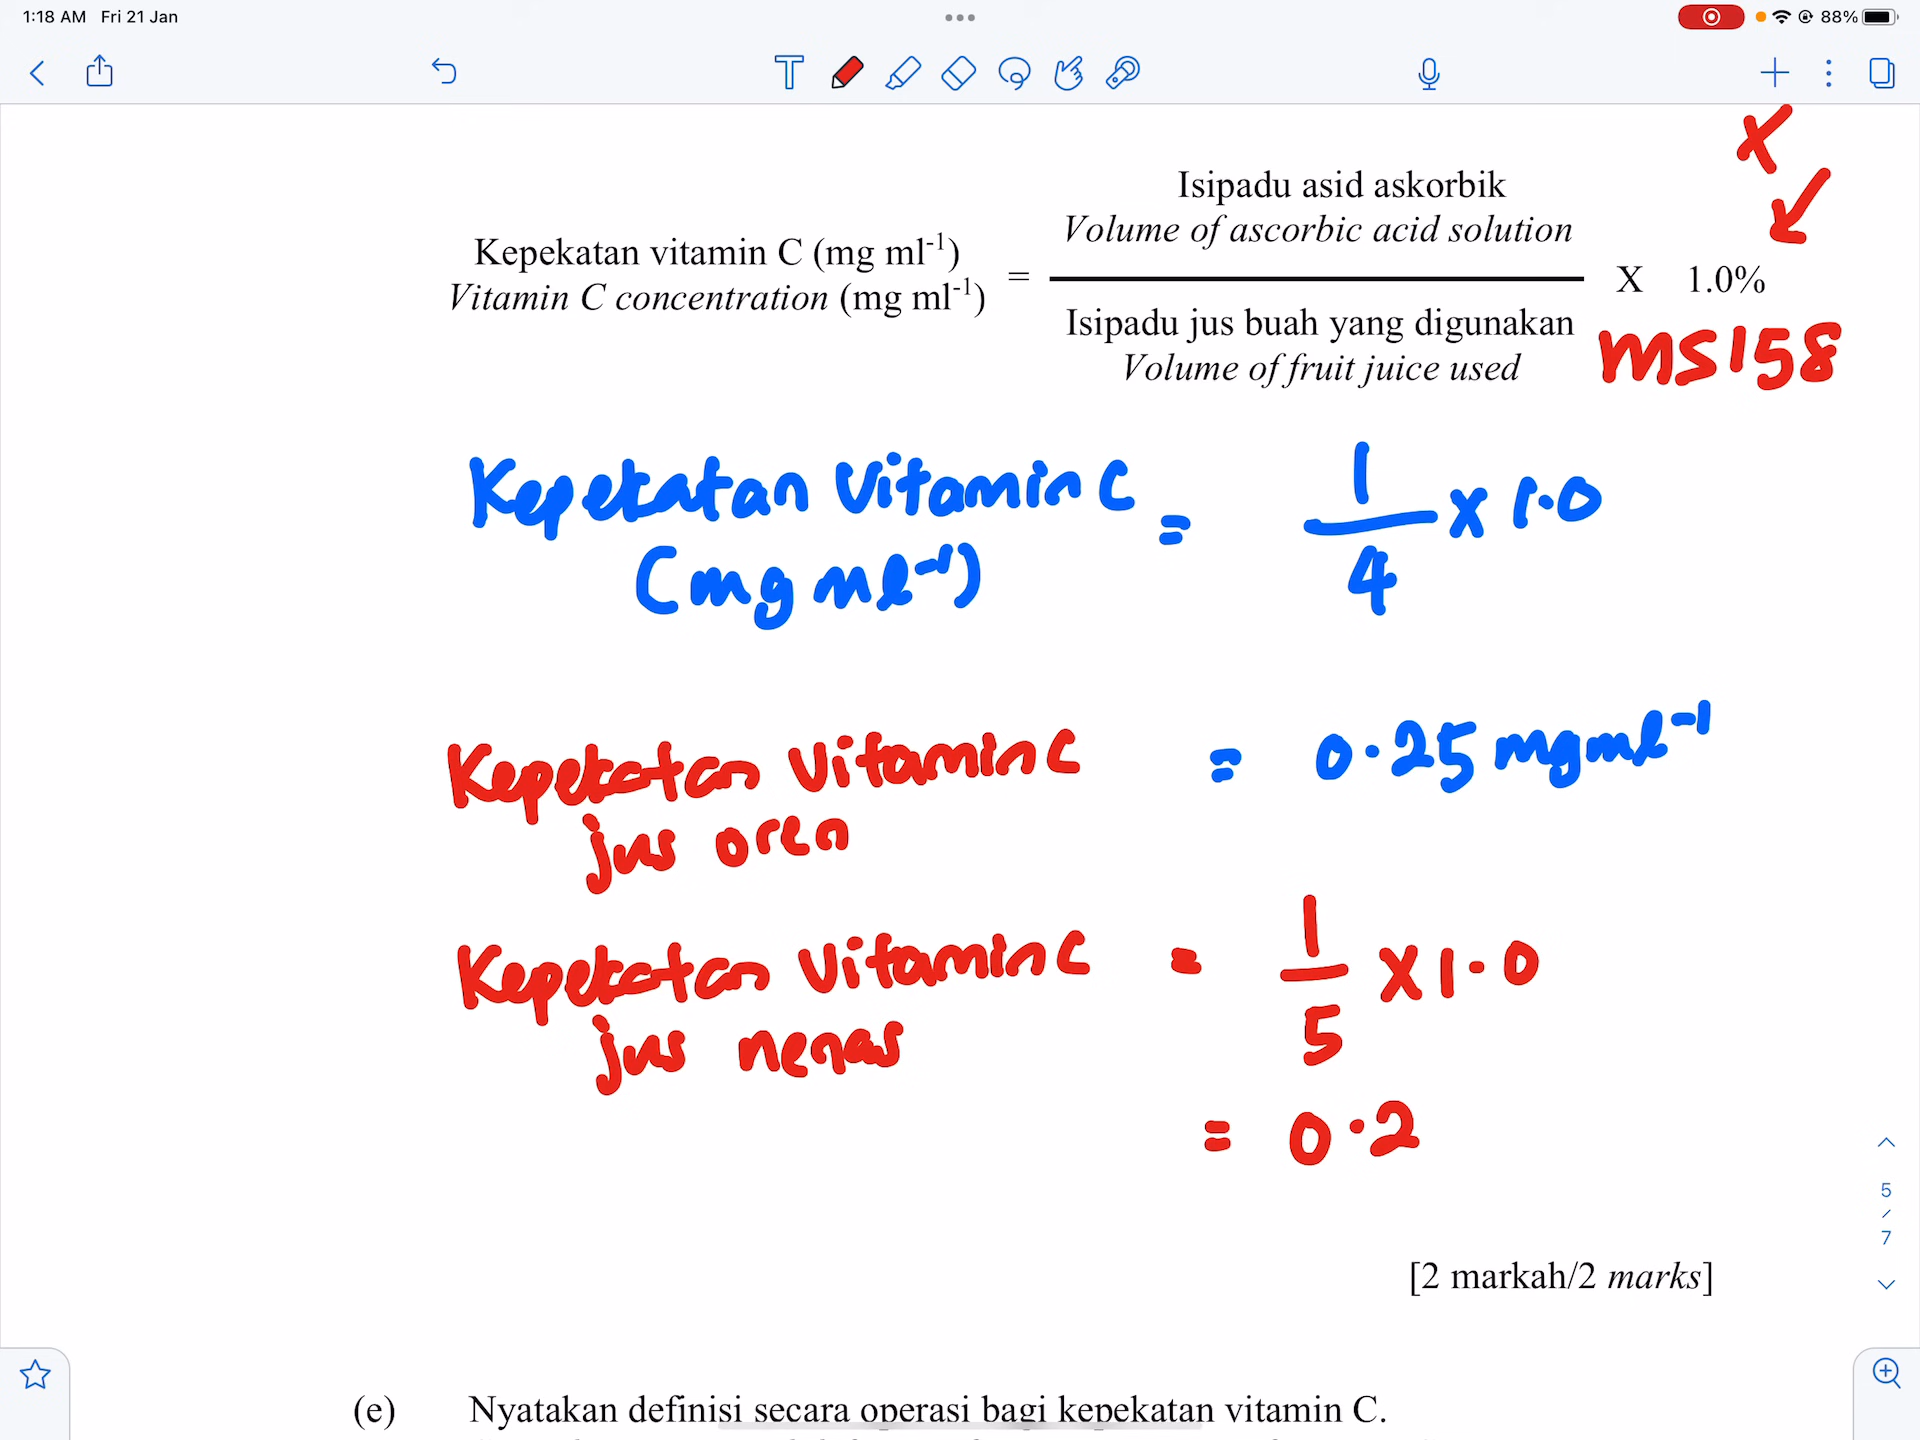 1:18 AM Fri 21 Jan
88%
X
Isipadu asid askorbik
Volume of ascorbic acid solution
Kepekatan vitamin C (mg ml⁻¹)
Vitamin C concentration (mg ml⁻¹)
= X 1.0%
Isipadu jus buah yang digunakan
Volume of fruit juice used
MS158
Kepekatan Vitamin C = 1/4 x 1.0
(mg ml⁻¹)
Kepekatan Vitamin C = 0.25 mg ml⁻¹
jus oren
Kepekatan Vitamin C = 1/5 x 1.0
jus nenas
= 0.2
5
/
7
[2 markah/2 marks]
(e) Nyatakan definisi secara operasi bagi kepekatan vitamin C.